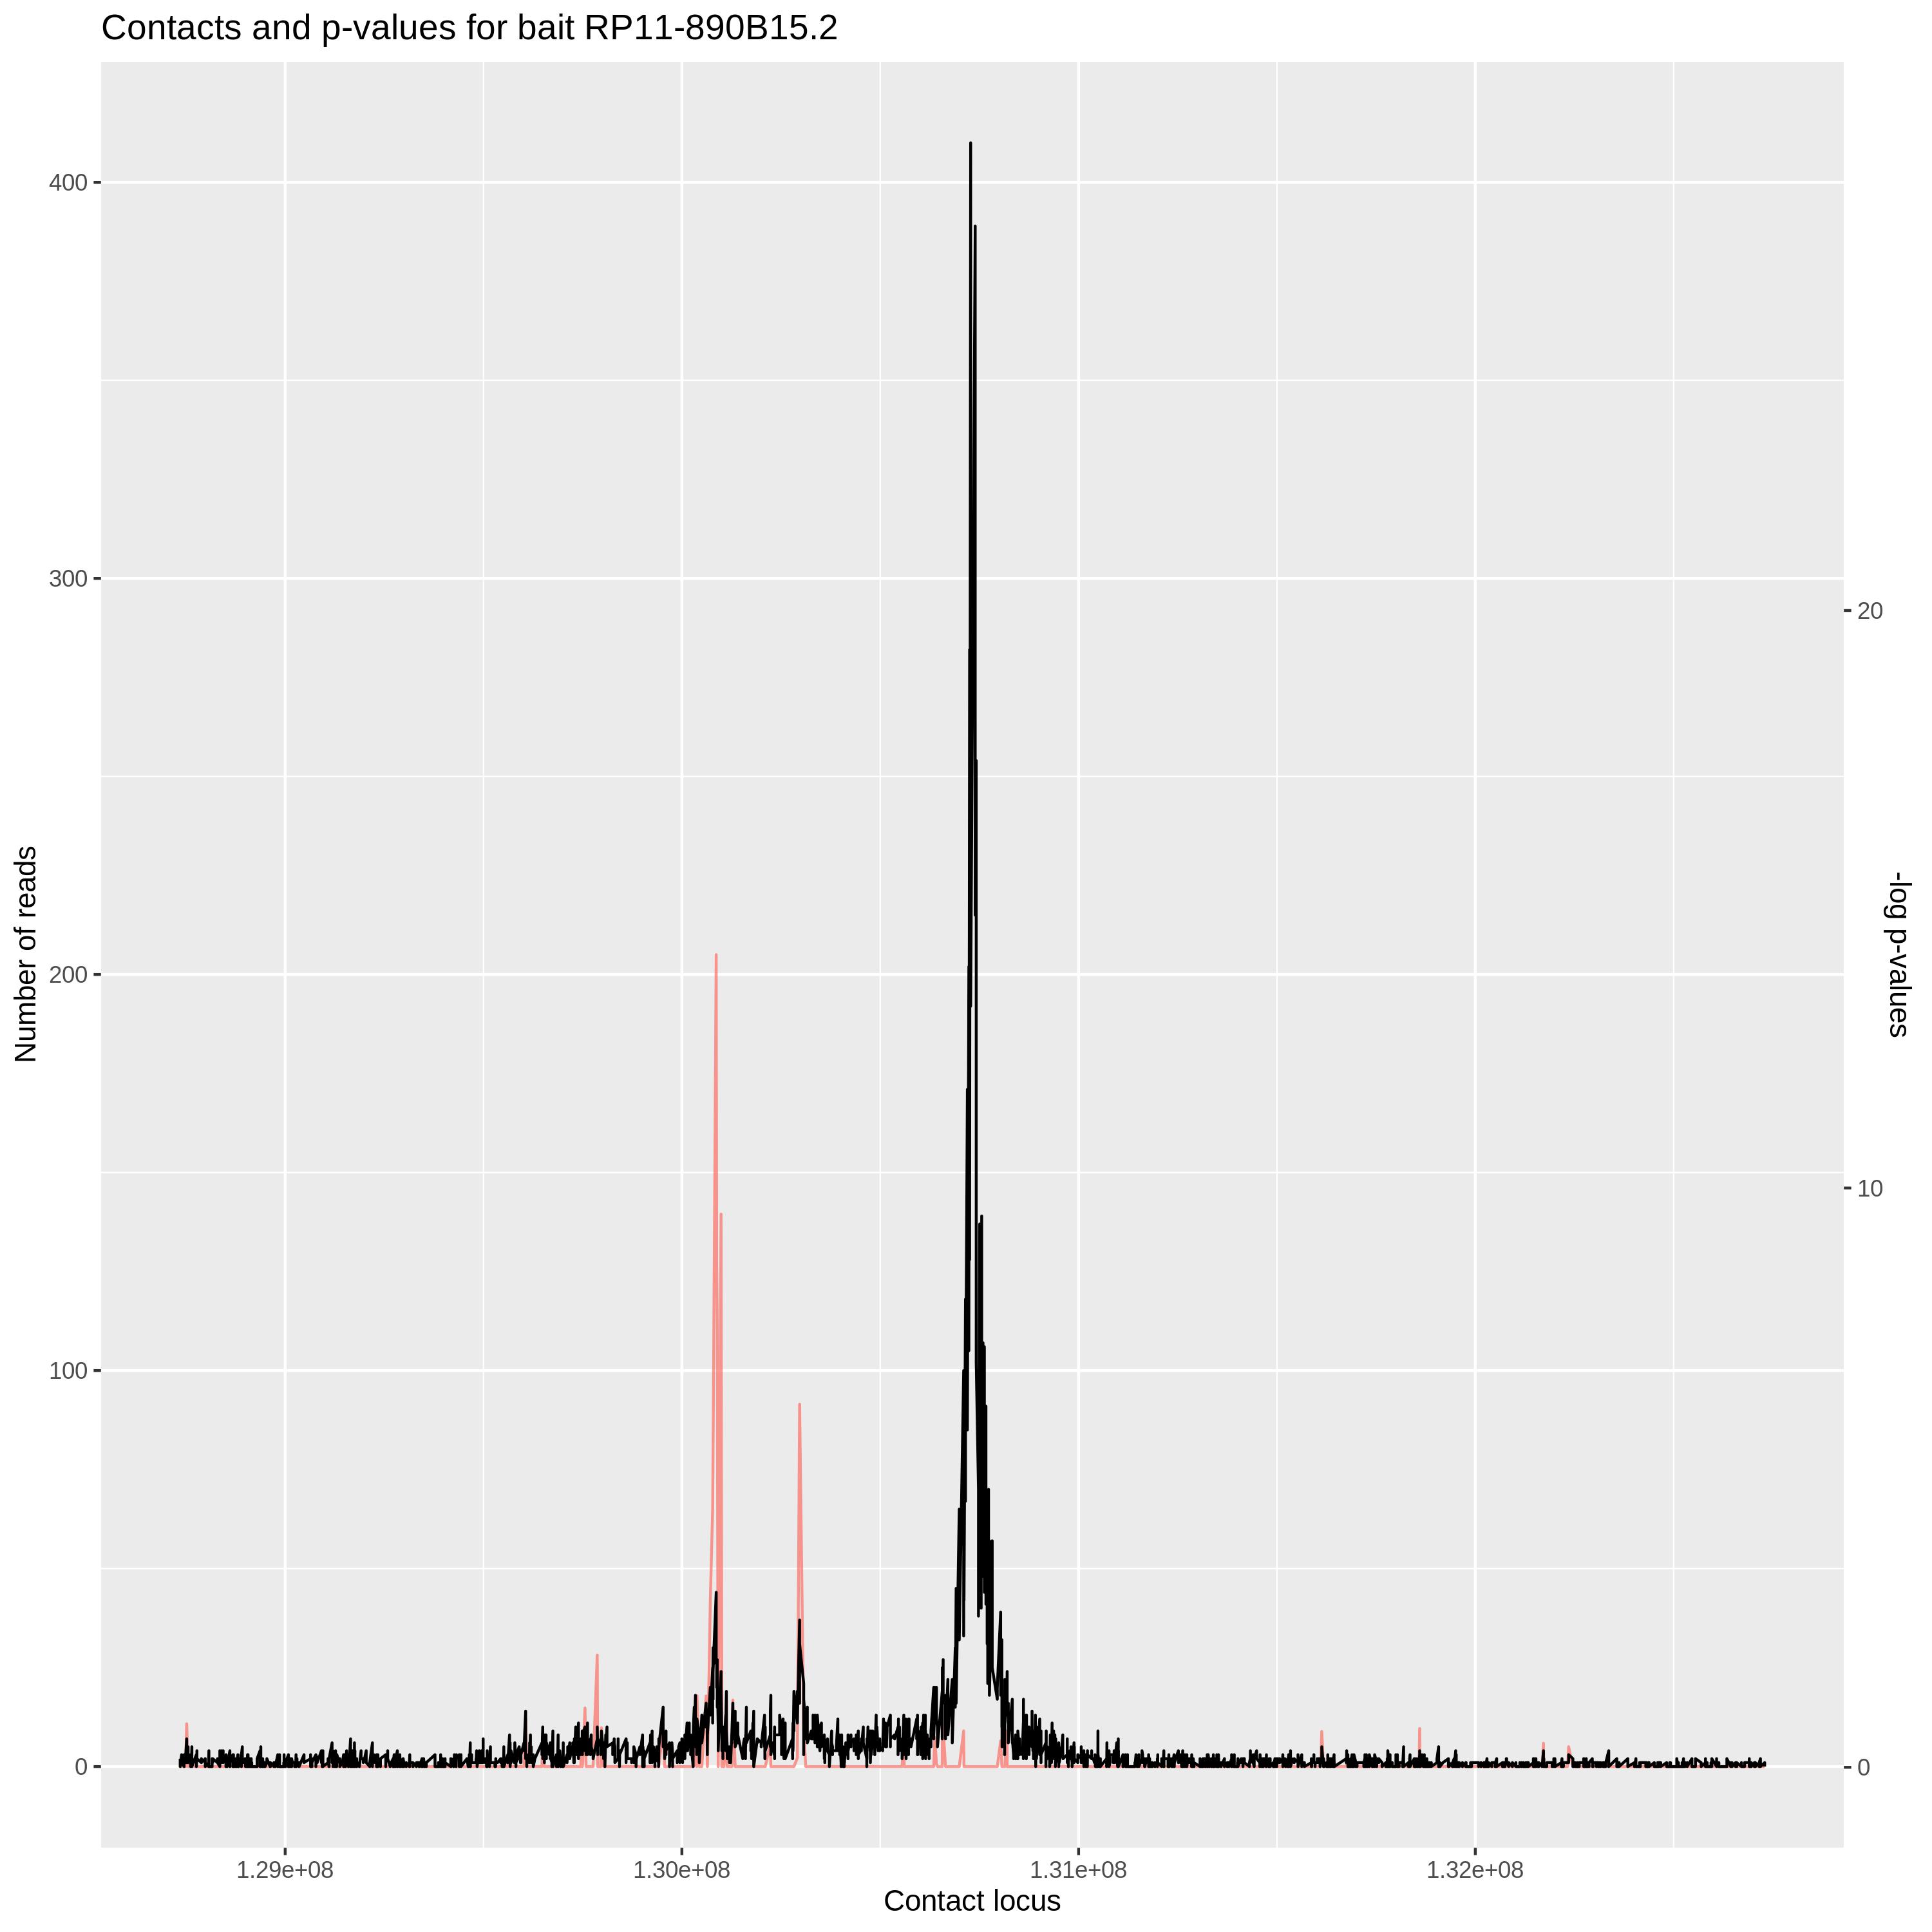 Contacts and p-values for bait RP11-890B15.2
400
300
200
100
0
Number of reads
20
10
0
-log p-values
1.29e+08
1.30e+08
1.31e+08
1.32e+08
Contact locus